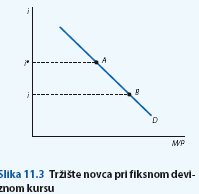 i
A
i*
B
i
D
M/P
Slika 11.3 Tržište novca pri fiksnom devi-
znom kursu